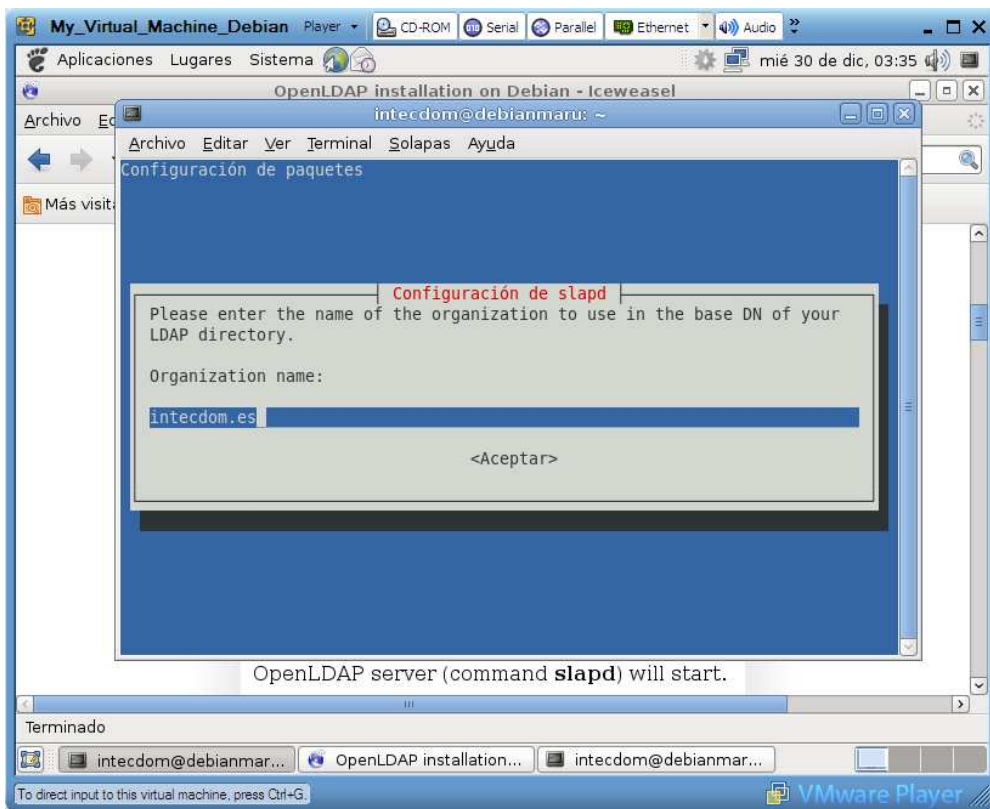 My_Virtual_Machine_Debian Player CD-ROM Serial Parallel Ethernet Audio
Aplicaciones Lugares Sistema mié 30 de dic, 03:35
OpenLDAP installation on Debian - Iceweasel
intecdom@debianmaru: ~
Archivo
Archivo Editar Ver Terminal Solapas Ayuda
Configuración de paquetes
Más visit
Configuración de slapd
Please enter the name of the organization to use in the base DN of your
LDAP directory.
Organization name:
intecdom.es
<Aceptar>
OpenLDAP server (command slapd) will start.
Terminado
intecdom@debianmar... OpenLDAP installation... intecdom@debianmar...
To direct input to this virtual machine, press Ctrl+G.
VMware Player